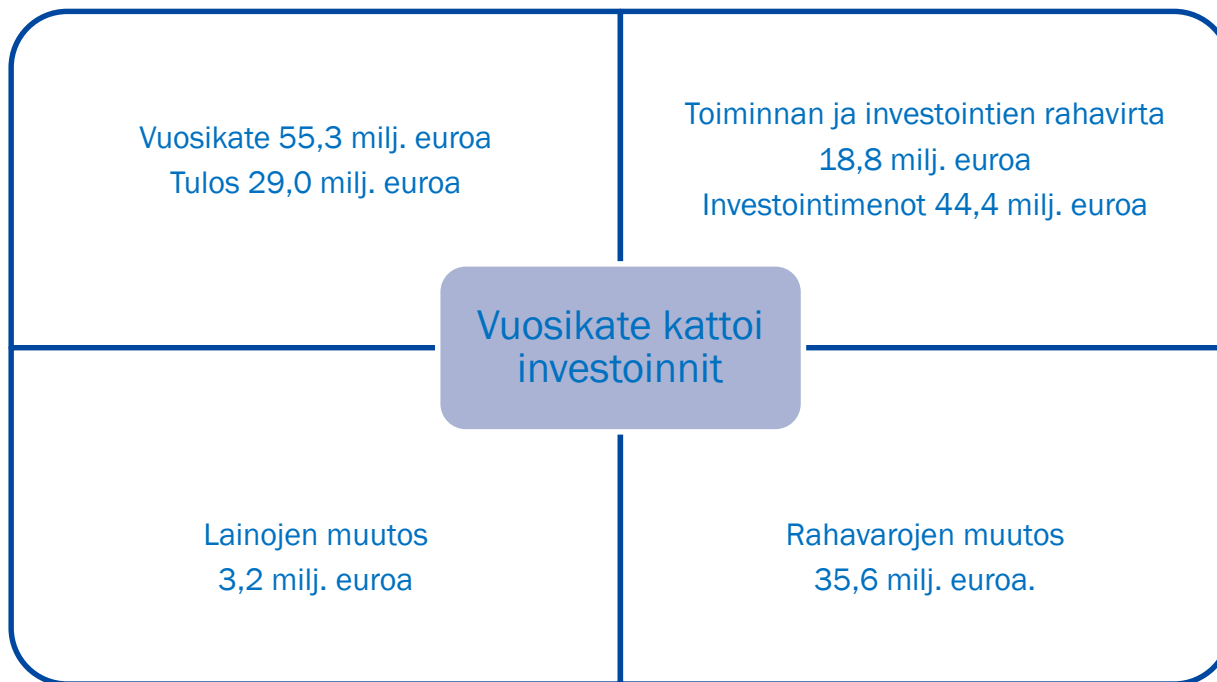 Vuosikate 55,3 milj. euroa
Tulos 29,0 milj. euroa
Toiminnan ja investointien rahavirta
18,8 milj. euroa
Investointimenot 44,4 milj. euroa
Vuosikate kattoi
investoinnit
Lainojen muutos
3,2 milj. euroa
Rahavarojen muutos
35,6 milj. euroa.